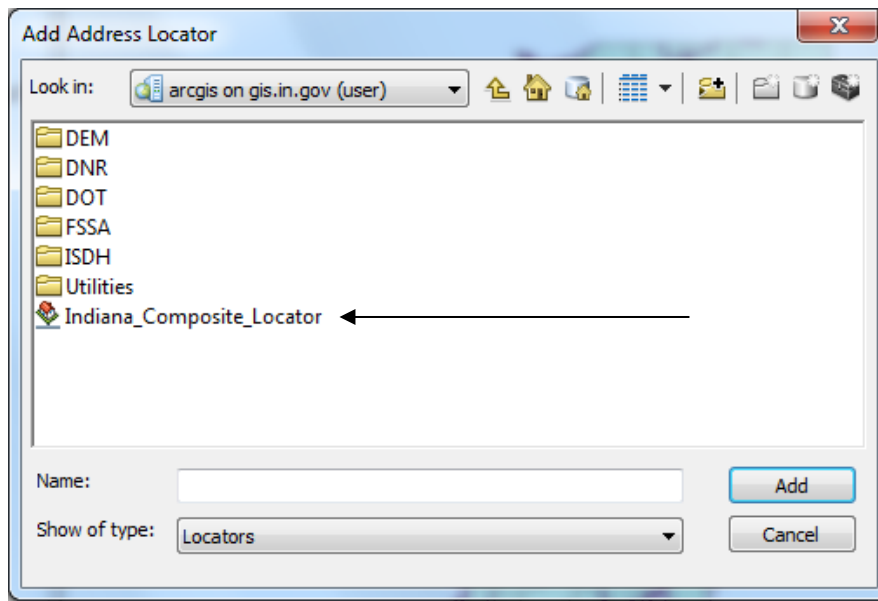 Add Address Locator
Look in: arcgis on gis.in.gov (user)
DEM
DNR
DOT
FSSA
ISDH
Utilities
Indiana_Composite_Locator
Name:
Add
Show of type: Locators
Cancel